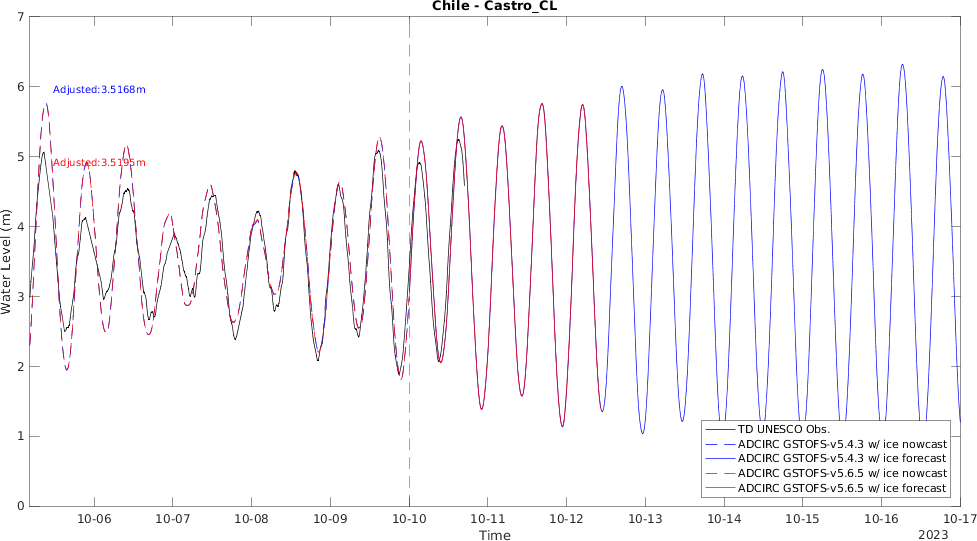 Chile - Castro_CL
7
6
5
4
3
2
1
0
Water Level (m)
Adjusted:3.5168m
Adjusted:3.5195m
TD UNESCO Obs.
ADCIRC GSTOFS-v5.4.3 w/ ice nowcast
ADCIRC GSTOFS-v5.4.3 w/ ice forecast
ADCIRC GSTOFS-v5.6.5 w/ ice nowcast
ADCIRC GSTOFS-v5.6.5 w/ ice forecast
10-06 10-07 10-08 10-09 10-10 10-11 10-12 10-13 10-14 10-15 10-16 10-17
Time
2023